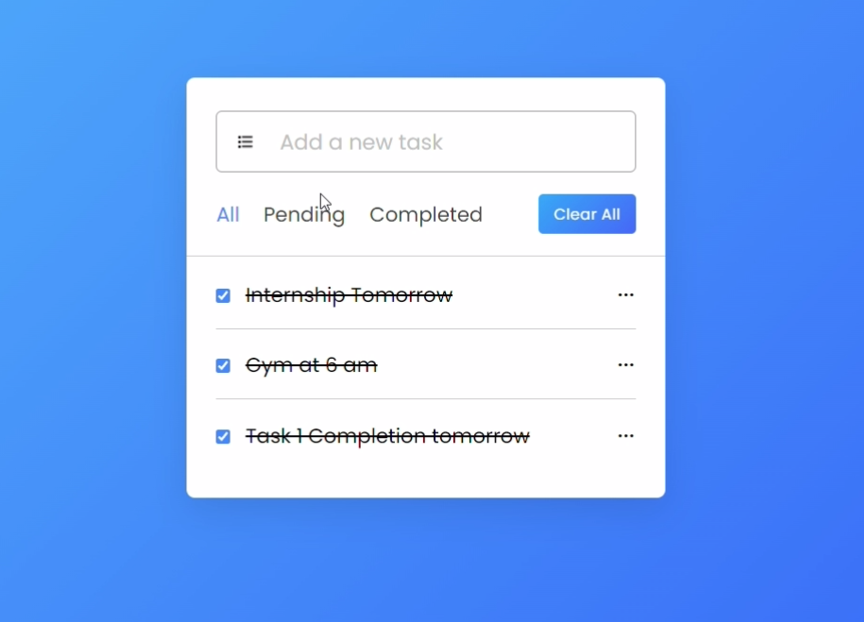 Add a new task
All Pending Completed Clear All
Internship Tomorrow
Gym at 6 am
Task 1 Completion tomorrow